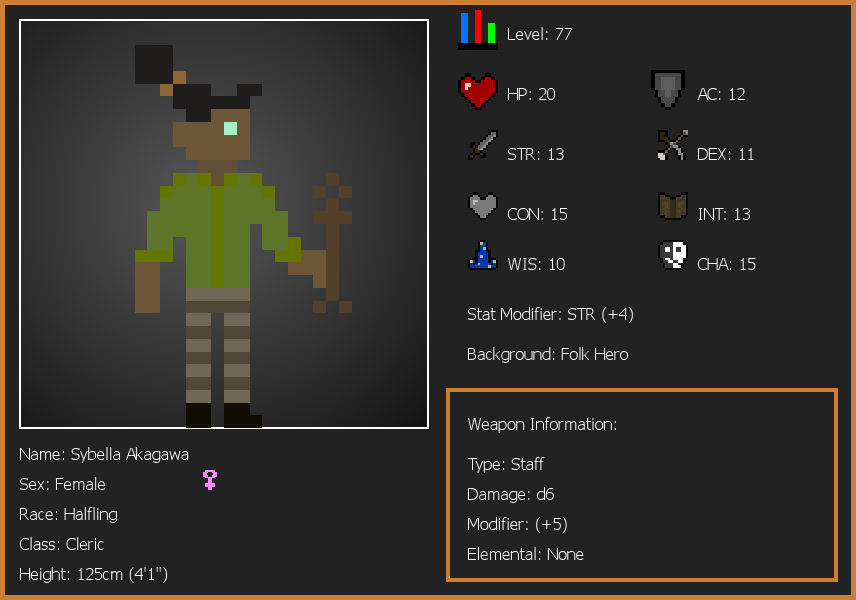 Level: 77
HP: 20
AC: 12
STR: 13
DEX: 11
CON: 15
INT: 13
WIS: 10
CHA: 15
Stat Modifier: STR (+4)
Background: Folk Hero
Weapon Information:
Type: Staff
Damage: d6
Modifier: (+5)
Elemental: None
Name: Sybella Akagawa
Sex: Female
Race: Halfling
Class: Cleric
Height: 125cm (4'1")